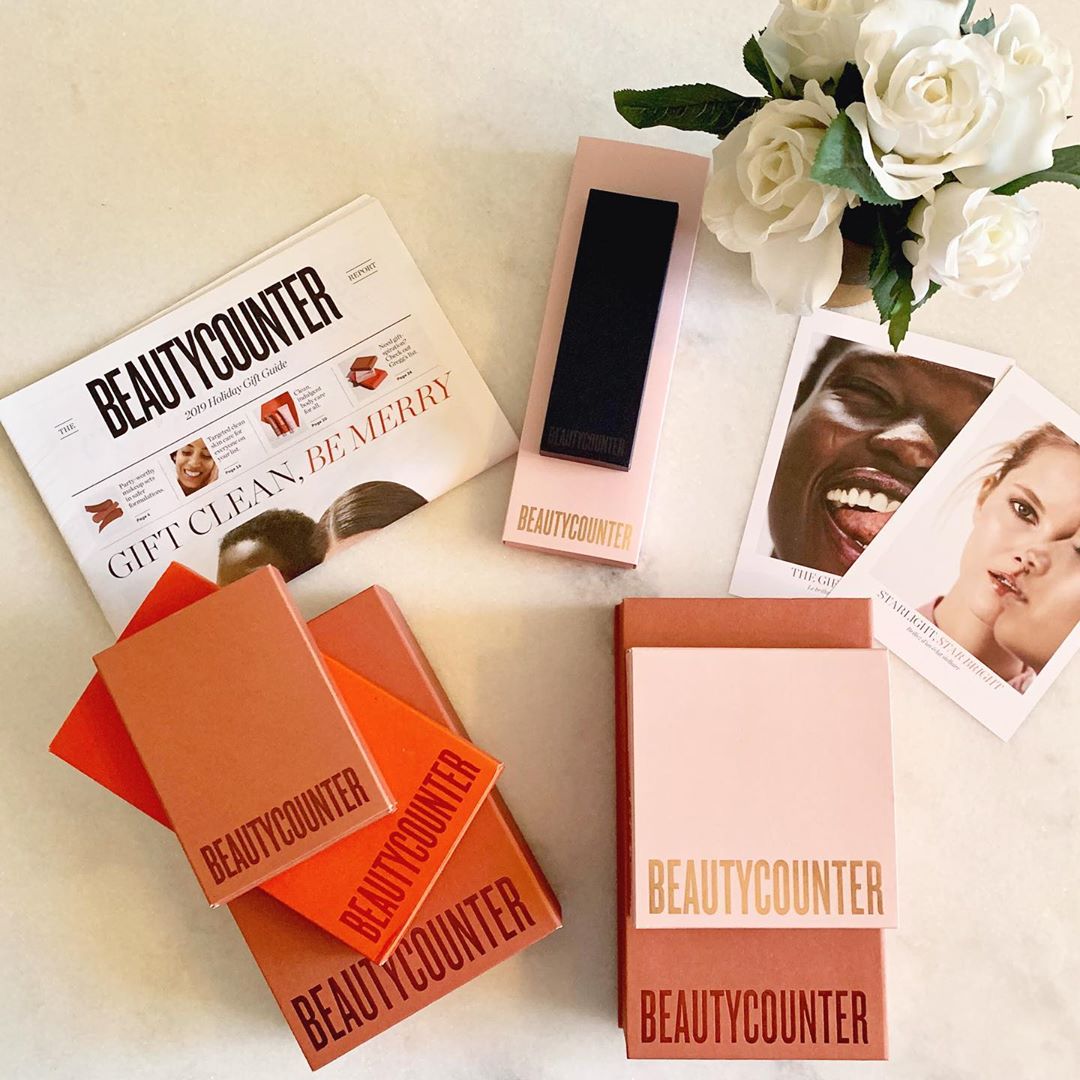 THE
BEAUTYCOUNTER
REPORT
2019 Holiday Gift Guide
Party-worthy
makeup sets
in safer
formulations.
Page 4
Targeted clean
skin care for
everyone on
your list.
Clean,
indulgent
body care
for all.
Need gift-
spiration?
Check out
Gregg's list.
GIFT CLEAN, BE MERRY
BEAUTYCOUNTER
BEAUTYCOUNTER
THE
STARLIGHT, STAR BRIGHT
BEAUTYCOUNTER
BEAUTYCOUNTER
BEAUTYCOUNTER
BEAUTYCOUNTER
BEAUTYCOUNTER